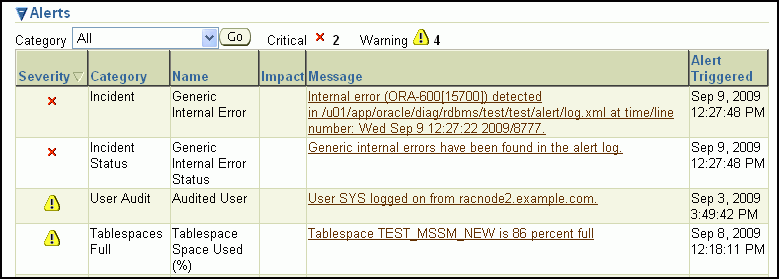 Alerts
Category All Go Critical 2 Warning 4
Severity Category Name Impact Message Alert Triggered
Incident Generic Internal Error Internal error (ORA-600[15700]) detected
in /u01/app/oracle/diag/rdbms/test/test/alert/log.xml at time/line
number: Wed Sep 9 12:27:22 2009/8777. Sep 9, 2009 12:27:48 PM
Incident Status Generic Internal Error Status Generic internal errors have been found in the alert log. Sep 9, 2009 12:27:48 PM
User Audit Audited User User SYS logged on from racnode2.example.com. Sep 3, 2009 3:49:42 PM
Tablespaces Full Tablespace Space Used (%) Tablespace TEST_MSSM_NEW is 86 percent full Sep 8, 2009 12:18:11 PM